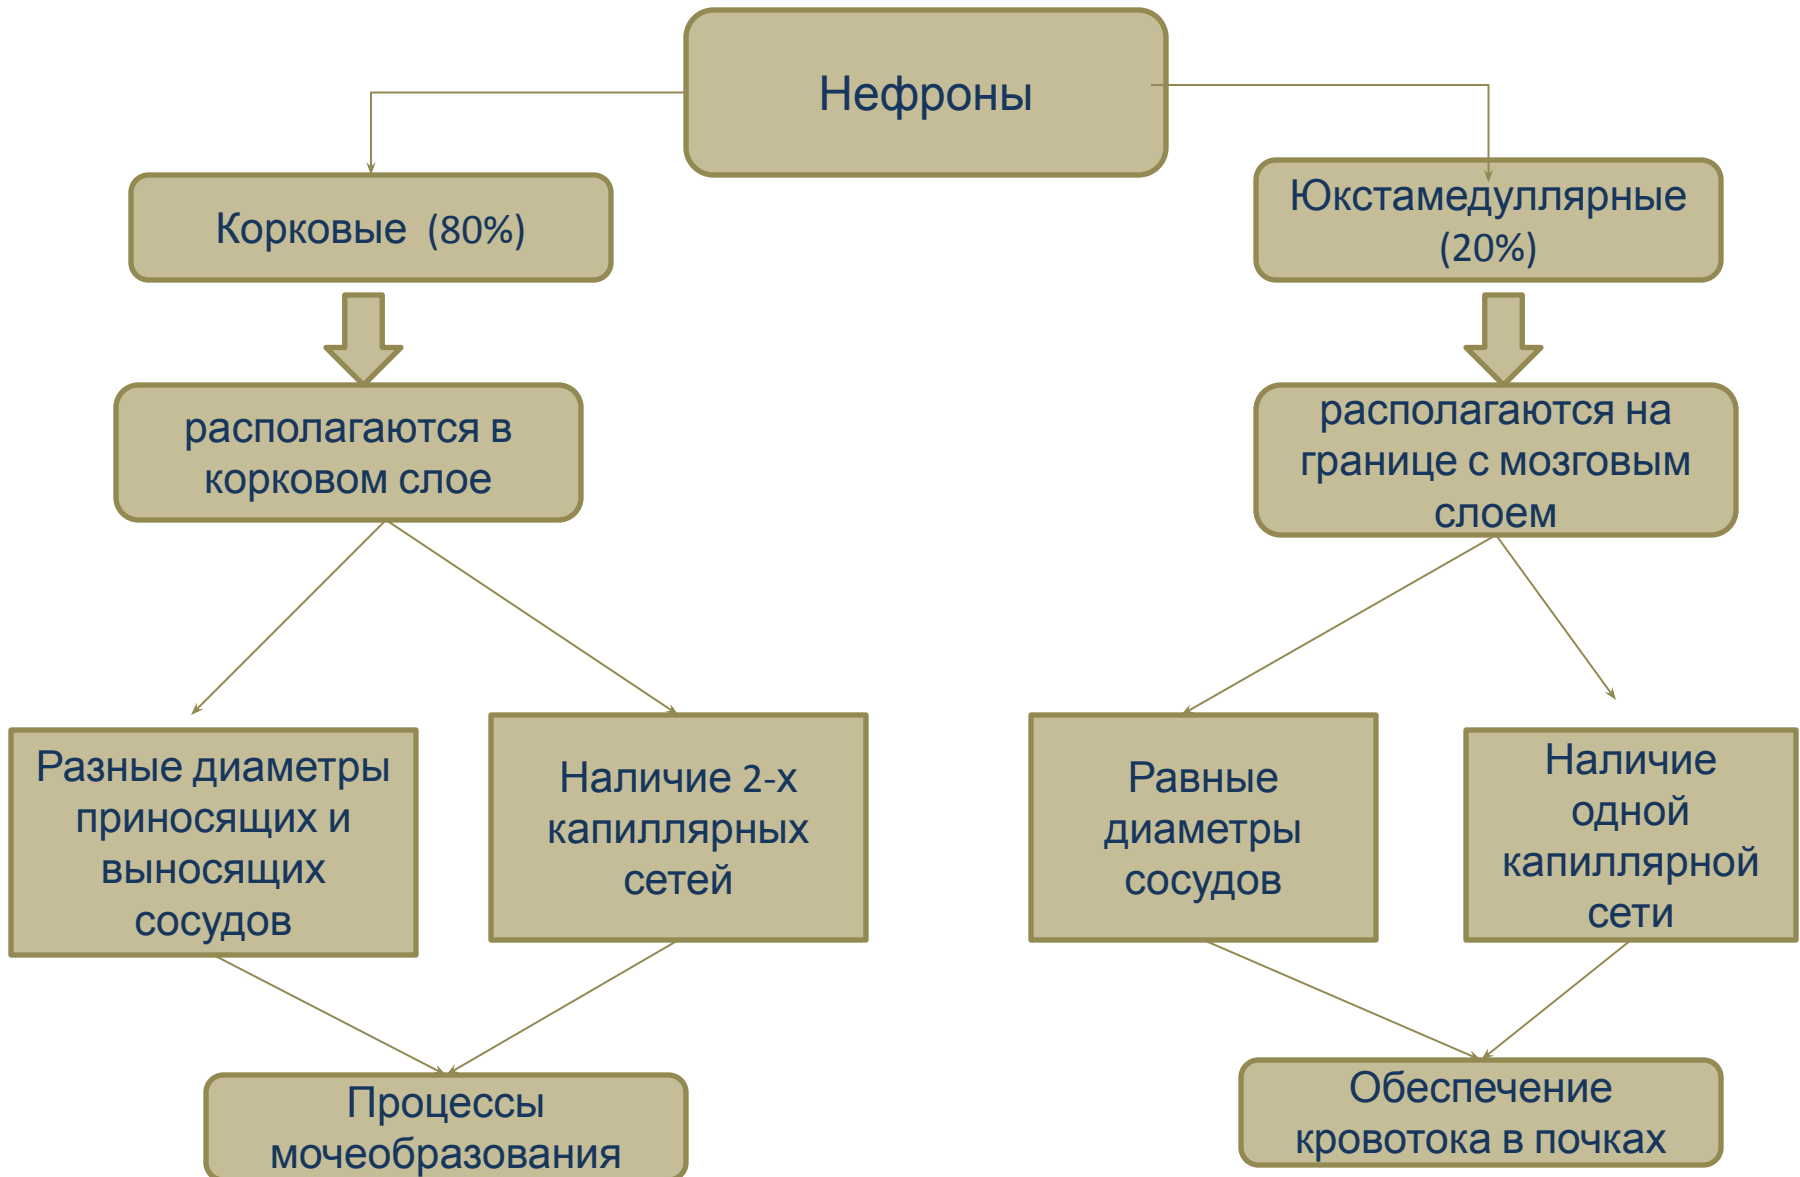 Нефроны
Корковые (80%)
Юкстамедуллярные
(20%)
располагаются в
корковом слое
располагаются на
границе с мозговым
слоем
Разные диаметры
приносящих и
выносящих
сосудов
Наличие 2-х
капиллярных
сетей
Равные
диаметры
сосудов
Наличие
одной
капиллярной
сети
Процессы
мочеобразования
Обеспечение
кровотока в почках